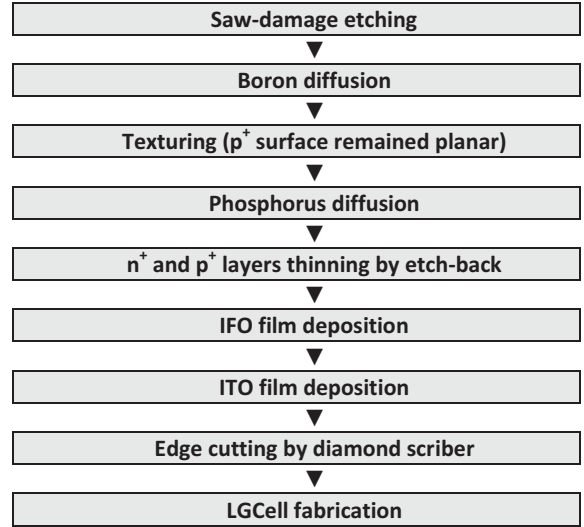 Saw-damage etching
Boron diffusion
Texturing (p⁺ surface remained planar)
Phosphorus diffusion
n⁺ and p⁺ layers thinning by etch-back
IFO film deposition
ITO film deposition
Edge cutting by diamond scriber
LGCell fabrication